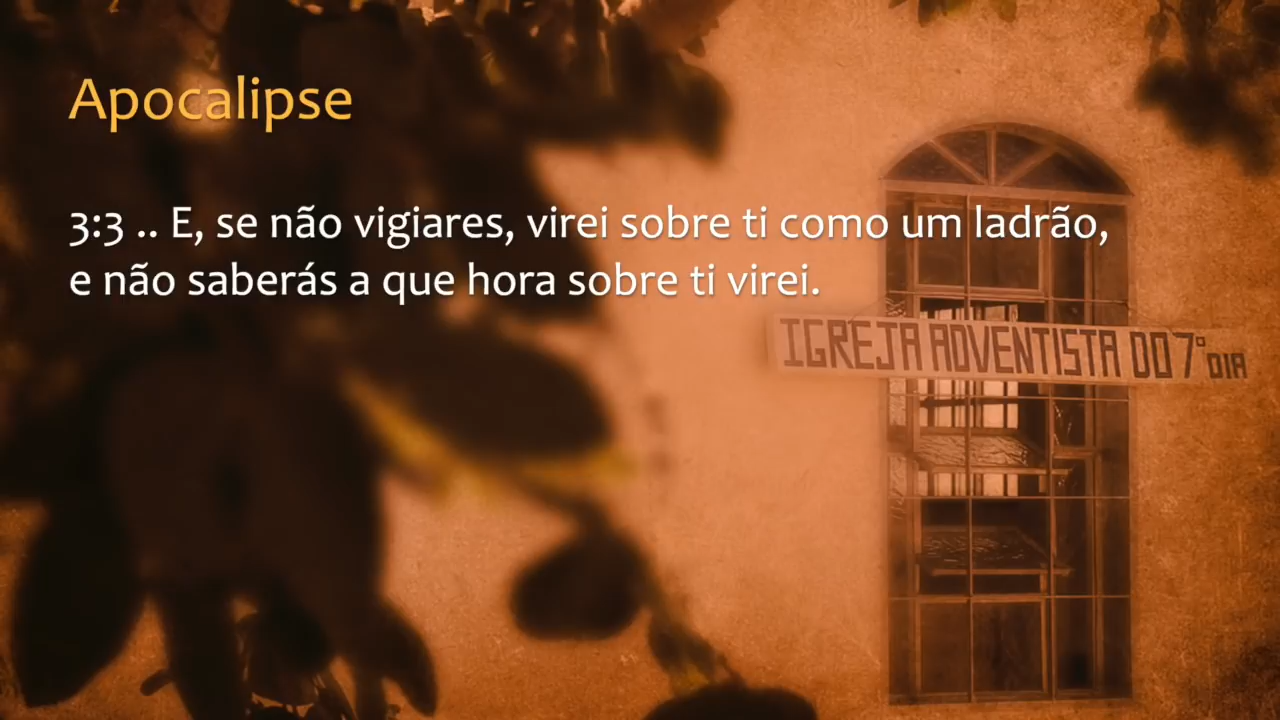 Apocalipse
3:3 .. E, se não vigiares, virei sobre ti como um ladrão,
e não saberás a que hora sobre ti virei.
IGREJA ADVENTISTA DO 7° DIA